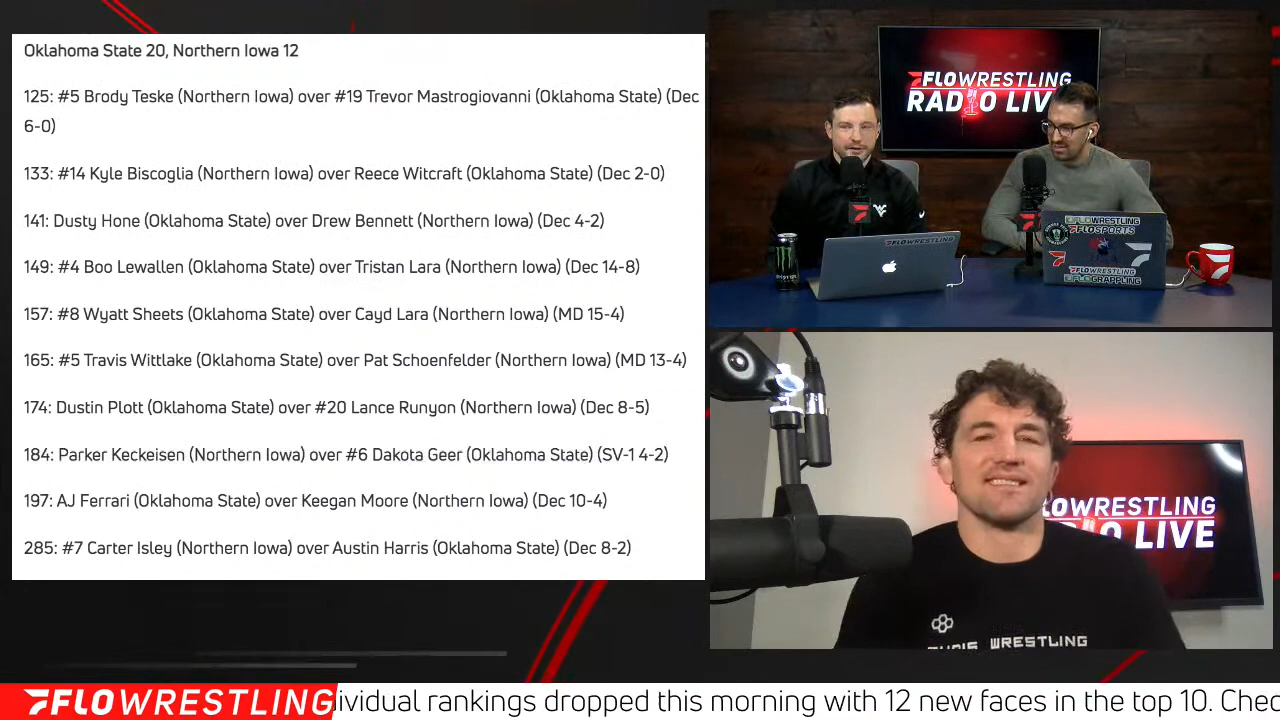 Oklahoma State 20, Northern Iowa 12
125: #5 Brody Teske (Northern Iowa) over #19 Trevor Mastrogiovanni (Oklahoma State) (Dec
6-0)
133: #14 Kyle Biscoglia (Northern Iowa) over Reece Witcraft (Oklahoma State) (Dec 2-0)
141: Dusty Hone (Oklahoma State) over Drew Bennett (Northern Iowa) (Dec 4-2)
149: #4 Boo Lewallen (Oklahoma State) over Tristan Lara (Northern Iowa) (Dec 14-8)
157: #8 Wyatt Sheets (Oklahoma State) over Cayd Lara (Northern Iowa) (MD 15-4)
165: #5 Travis Wittlake (Oklahoma State) over Pat Schoenfelder (Northern Iowa) (MD 13-4)
174: Dustin Plott (Oklahoma State) over #20 Lance Runyon (Northern Iowa) (Dec 8-5)
184: Parker Keckeisen (Northern Iowa) over #6 Dakota Geer (Oklahoma State) (SV-1 4-2)
197: AJ Ferrari (Oklahoma State) over Keegan Moore (Northern Iowa) (Dec 10-4)
285: #7 Carter Isley (Northern Iowa) over Austin Harris (Oklahoma State) (Dec 8-2)
FLOWRESTLING
RADIO LIVE
FLOWRESTLING
FLOWRESTLING
FLOSPORTS
FLOWRESTLING
FLOGRAPPLING
LOWRESTLING
DIO LIVE
WRESTLING
FLOWRESTLING
ividual rankings dropped this morning with 12 new faces in the top 10. Chec